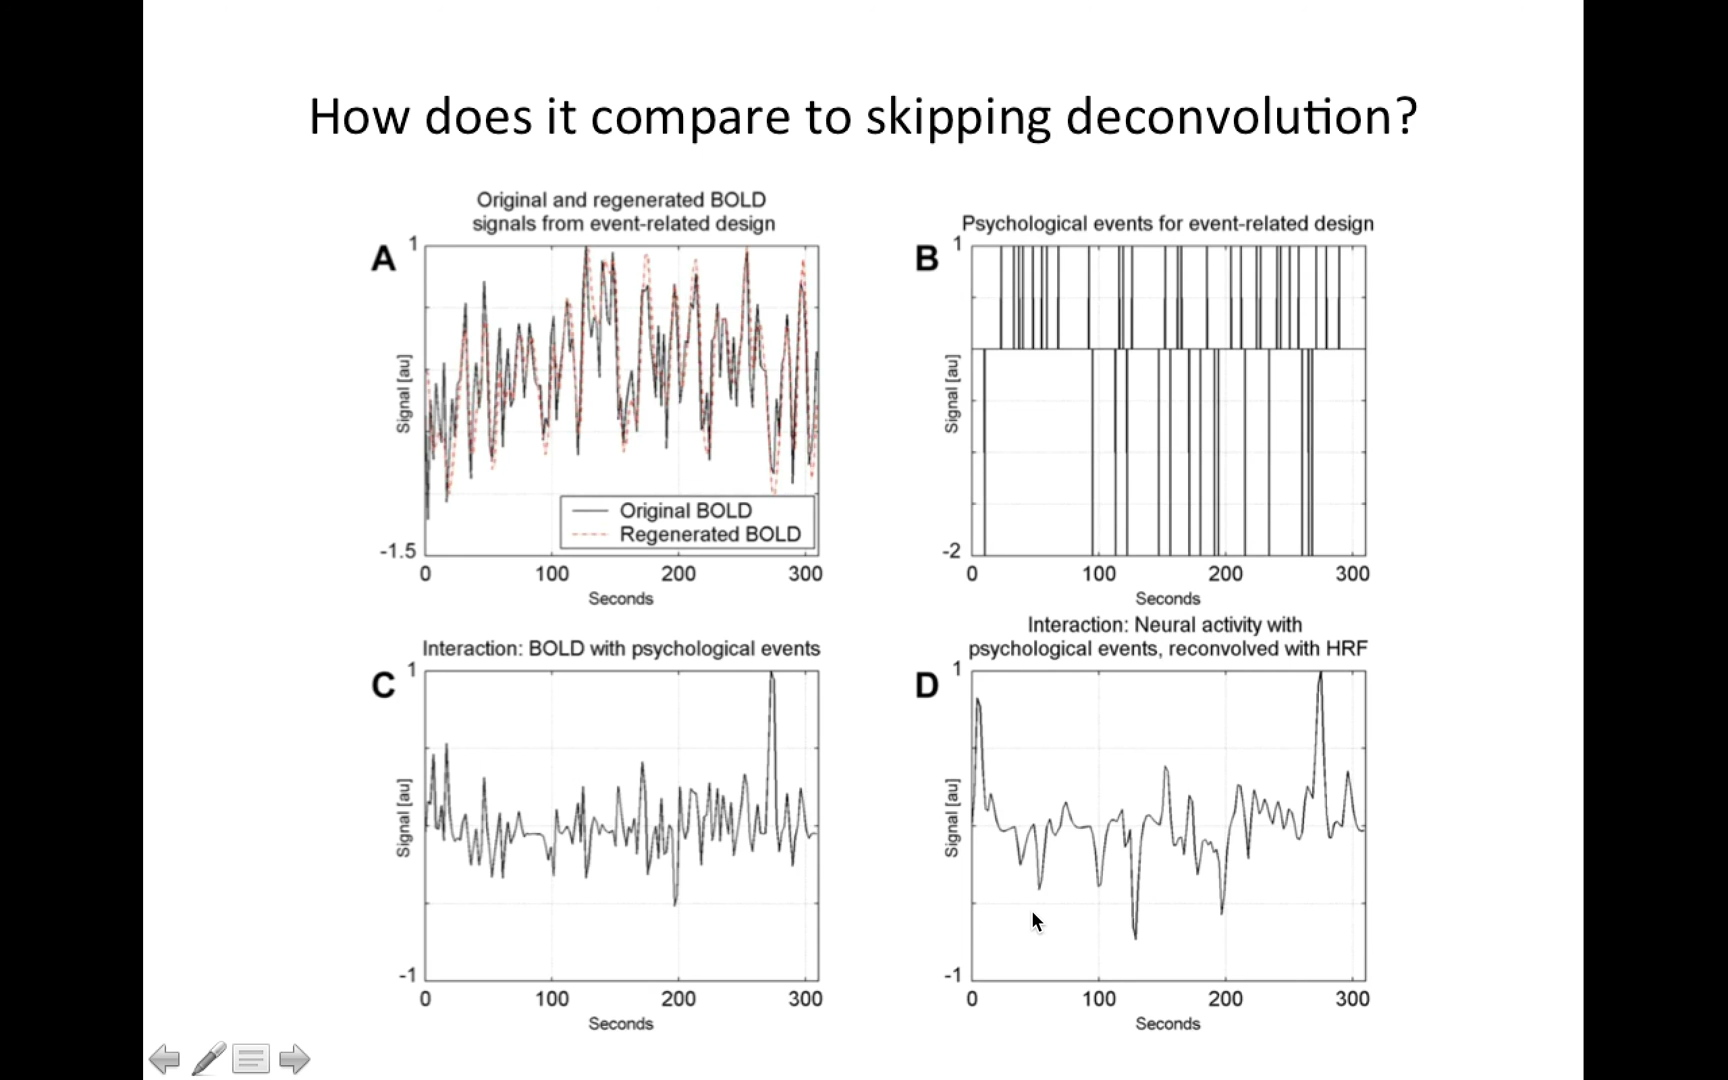 How does it compare to skipping deconvolution?
Original and regenerated BOLD
signals from event-related design
A
1
Signal [au]
-1.5
Original BOLD
Regenerated BOLD
0 100 200 300
Seconds
Psychological events for event-related design
B
1
Signal [au]
-2
0 100 200 300
Seconds
Interaction: BOLD with psychological events
C
1
Signal [au]
-1
0 100 200 300
Seconds
Interaction: Neural activity with
psychological events, reconvolved with HRF
D
1
Signal [au]
-1
0 100 200 300
Seconds